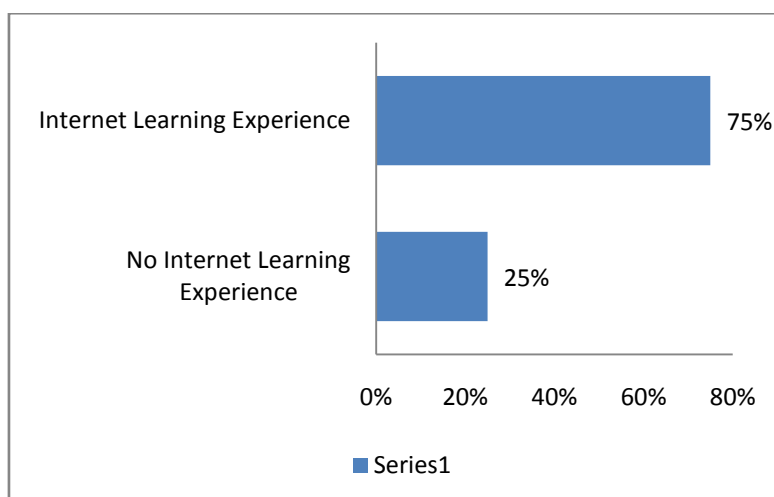 Internet Learning Experience
75%
No Internet Learning
Experience
25%
0% 20% 40% 60% 80%
Series1